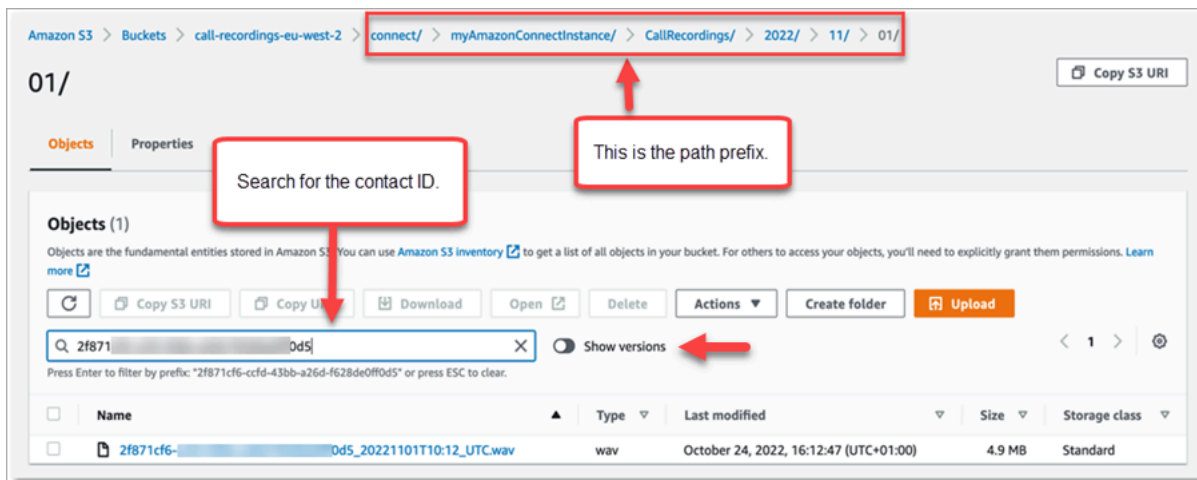 Amazon S3 > Buckets > call-recordings-eu-west-2 > connect/ > myAmazonConnectInstance/ > CallRecordings/ > 2022/ > 11/ > 01/
01/
Copy S3 URI
Objects
Properties
This is the path prefix.
Search for the contact ID.
Objects (1)
Objects are the fundamental entities stored in Amazon S3. You can use Amazon S3 inventory to get a list of all objects in your bucket. For others to access your objects, you'll need to explicitly grant them permissions. Learn
more
Copy S3 URI Copy U Download Open Delete Actions Create folder Upload
2f871 0d5 Show versions < 1 >
Press Enter to filter by prefix: "2f871cf6-ccfd-43bb-a26d-f628de0ff0d5" or press ESC to clear.
Name Type Last modified Size Storage class
2f871cf6- 0d5_20221101T10:12_UTC.wav wav October 24, 2022, 16:12:47 (UTC+01:00) 4.9 MB Standard